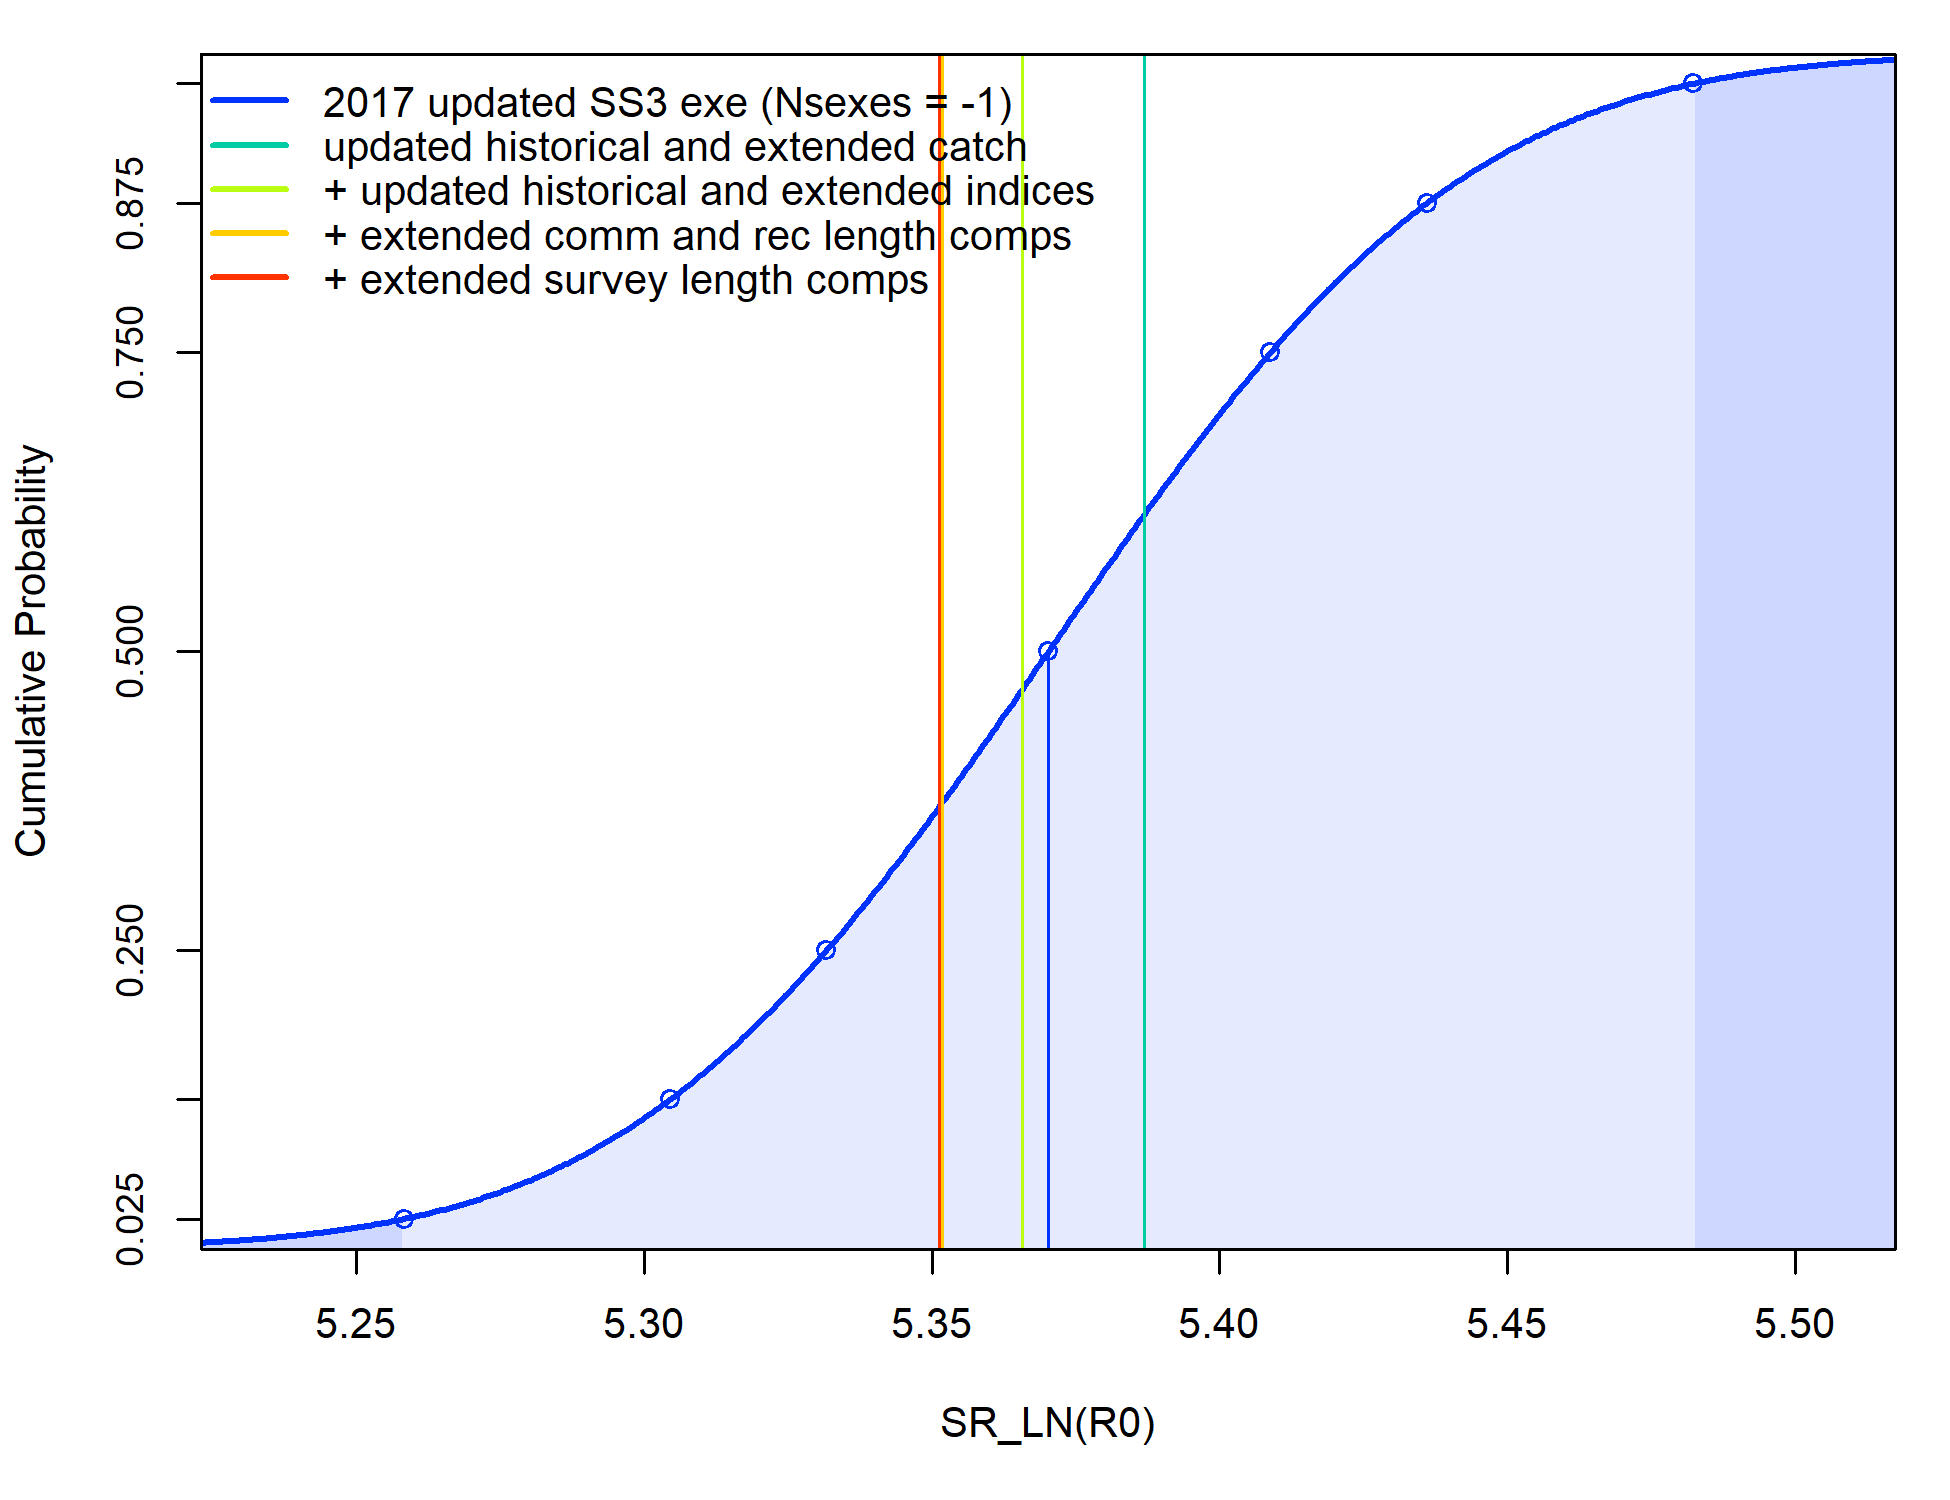 2017 updated SS3 exe (Nsexes = -1)
updated historical and extended catch
+ updated historical and extended indices
+ extended comm and rec length comps
+ extended survey length comps
Cumulative Probability
0.875
0.750
0.500
0.250
0.025
5.25 5.30 5.35 5.40 5.45 5.50
SR_LN(R0)